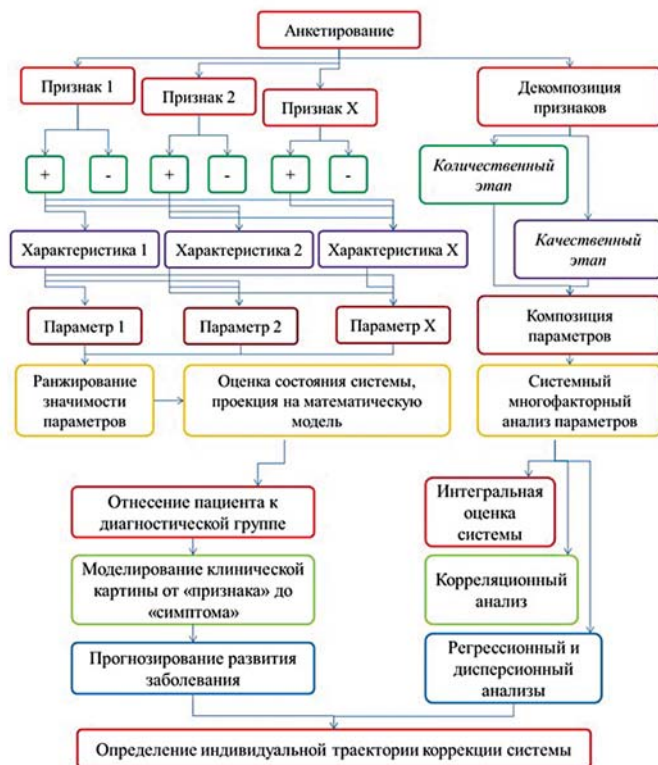 Анкетирование
Признак 1
Признак 2
Признак X
Декомпозиция
признаков
+
-
+
-
+
-
Количественный
этап
Характеристика 1
Характеристика 2
Характеристика X
Качественный
этап
Параметр 1
Параметр 2
Параметр X
Композиция
параметров
Ранжирование
значимости
параметров
Оценка состояния системы,
проекция на математическую
модель
Системный
многофакторный
анализ параметров
Отнесение пациента к
диагностической группе
Интегральная
оценка
системы
Моделирование клинической
картины от «признака» до
«симптома»
Корреляционный
анализ
Прогнозирование развития
заболевания
Регрессионный и
дисперсионный
анализы
Определение индивидуальной траектории коррекции системы